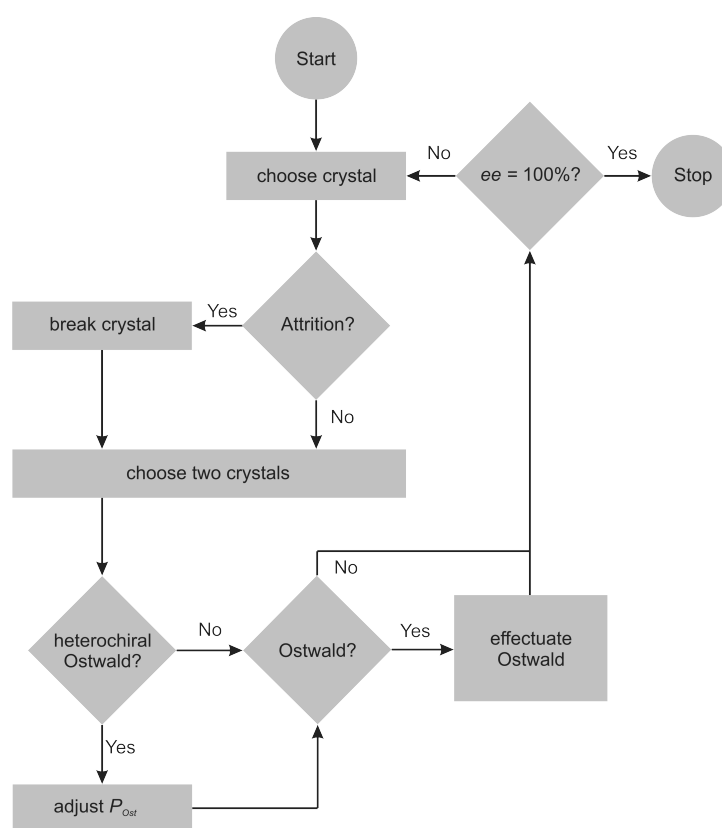 Start
No
Yes
choose crystal
ee = 100%?
Stop
Yes
break crystal
Attrition?
No
choose two crystals
No
heterochiral
Ostwald?
No
Ostwald?
Yes
effectuate
Ostwald
Yes
adjust P_Ost